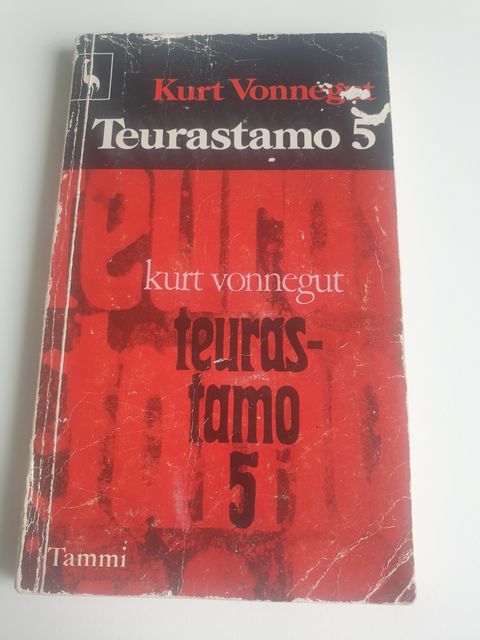 Kurt Vonnegut
Teurastamo 5
kurt vonnegut
teuras-
tamo
5
Tammi